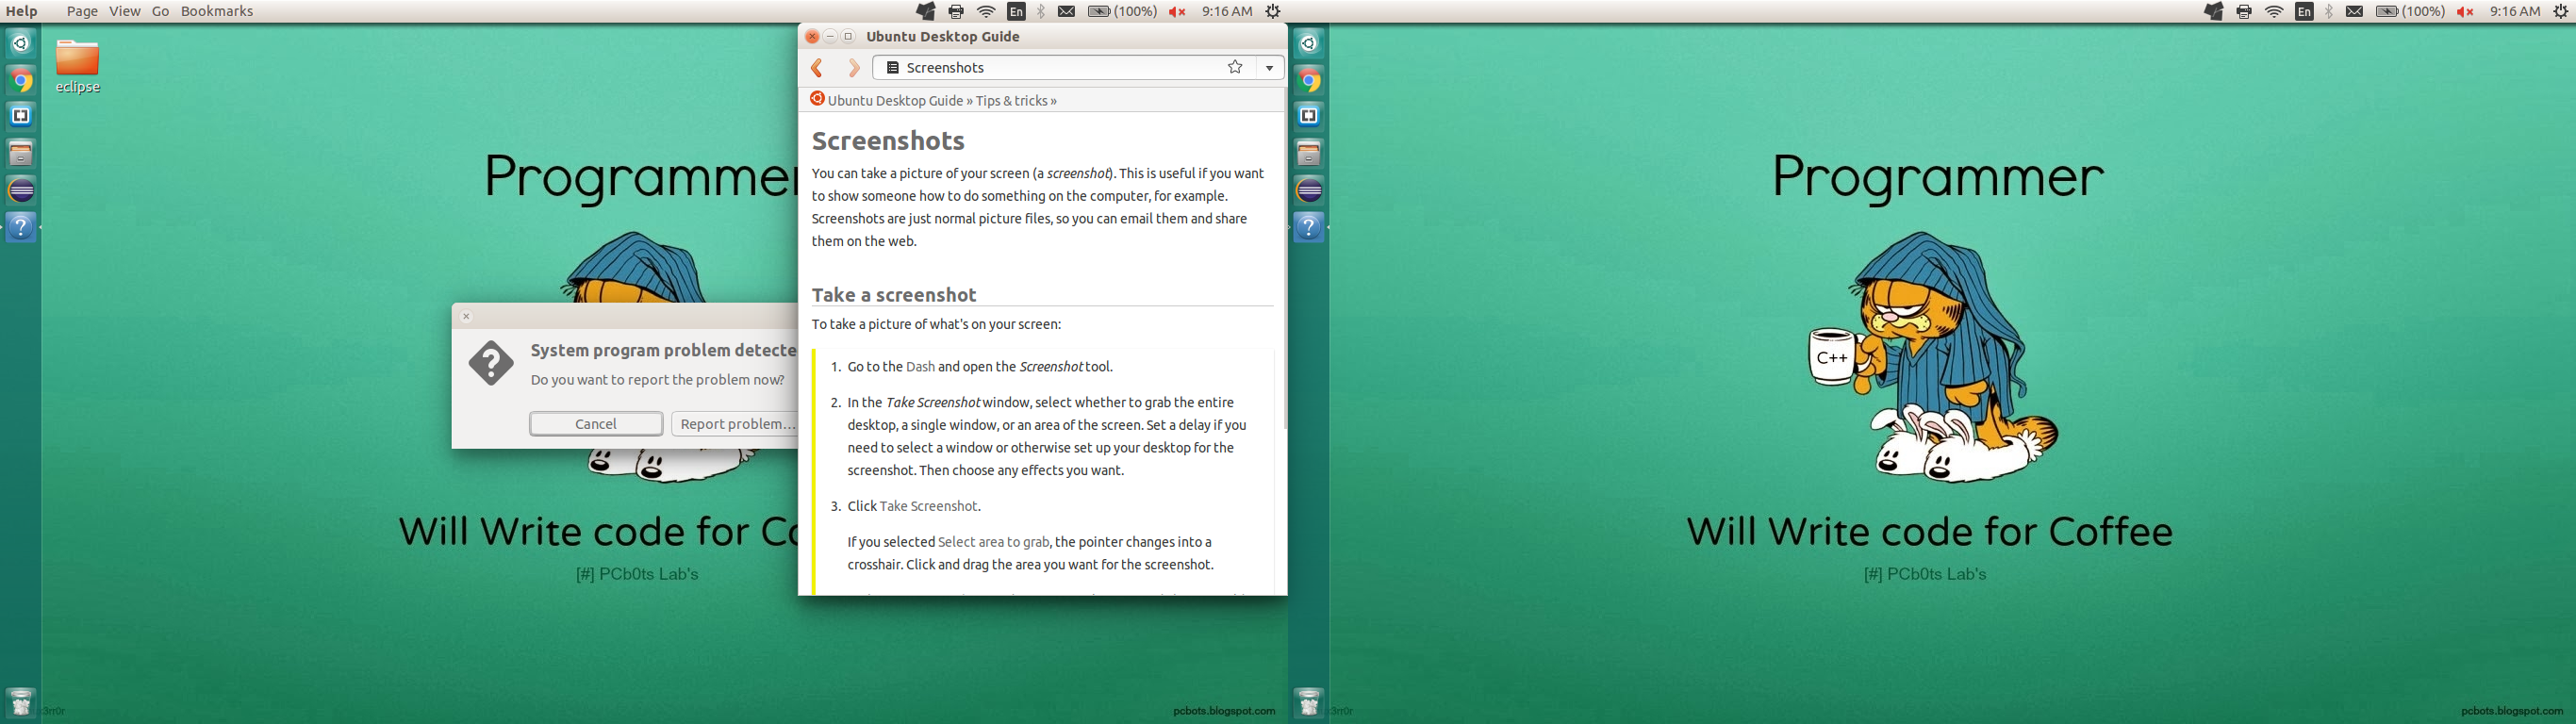 Help Page View Go Bookmarks
En (100%) 9:16 AM
En (100%) 9:16 AM
eclipse
Programmer
Will Write code for Co
[#] PCb0ts Lab's
3rr0r
pcbots.blogspot.com
System program problem detecte
Do you want to report the problem now?
Cancel Report problem...
Ubuntu Desktop Guide
Screenshots
Ubuntu Desktop Guide » Tips & tricks »
Screenshots
You can take a picture of your screen (a screenshot). This is useful if you want
to show someone how to do something on the computer, for example.
Screenshots are just normal picture files, so you can email them and share
them on the web.
Take a screenshot
To take a picture of what's on your screen:
1. Go to the Dash and open the Screenshot tool.
2. In the Take Screenshot window, select whether to grab the entire
desktop, a single window, or an area of the screen. Set a delay if you
need to select a window or otherwise set up your desktop for the
screenshot. Then choose any effects you want.
3. Click Take Screenshot.
If you selected Select area to grab, the pointer changes into a
crosshair. Click and drag the area you want for the screenshot.
Programmer
C++
Will Write code for Coffee
[#] PCb0ts Lab's
3rr0r
pcbots.blogspot.com